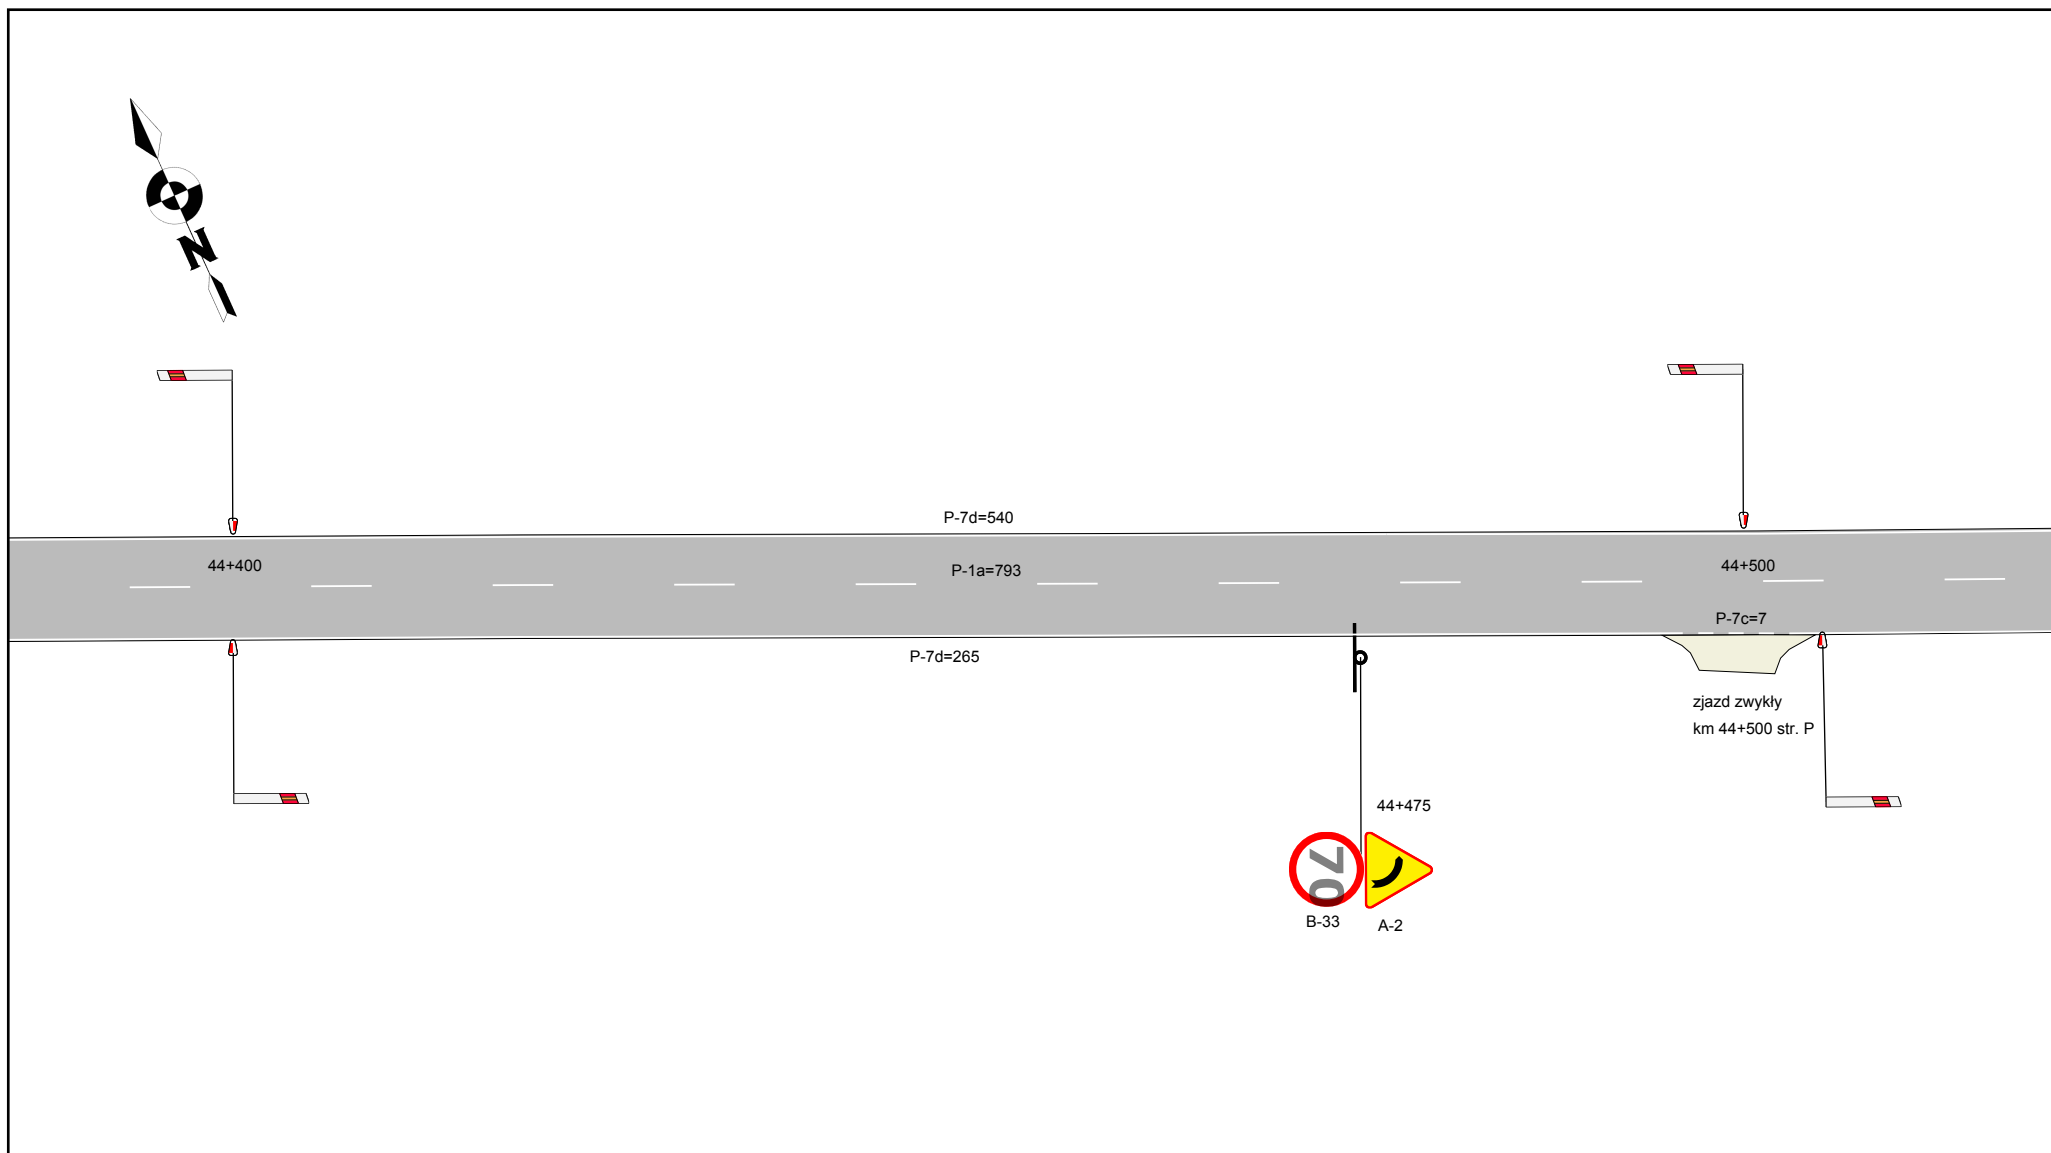 N
P-7d=540
44+400
P-1a=793
44+500
P-7c=7
P-7d=265
zjazd zwykły
km 44+500 str. P
44+475
70
B-33
A-2